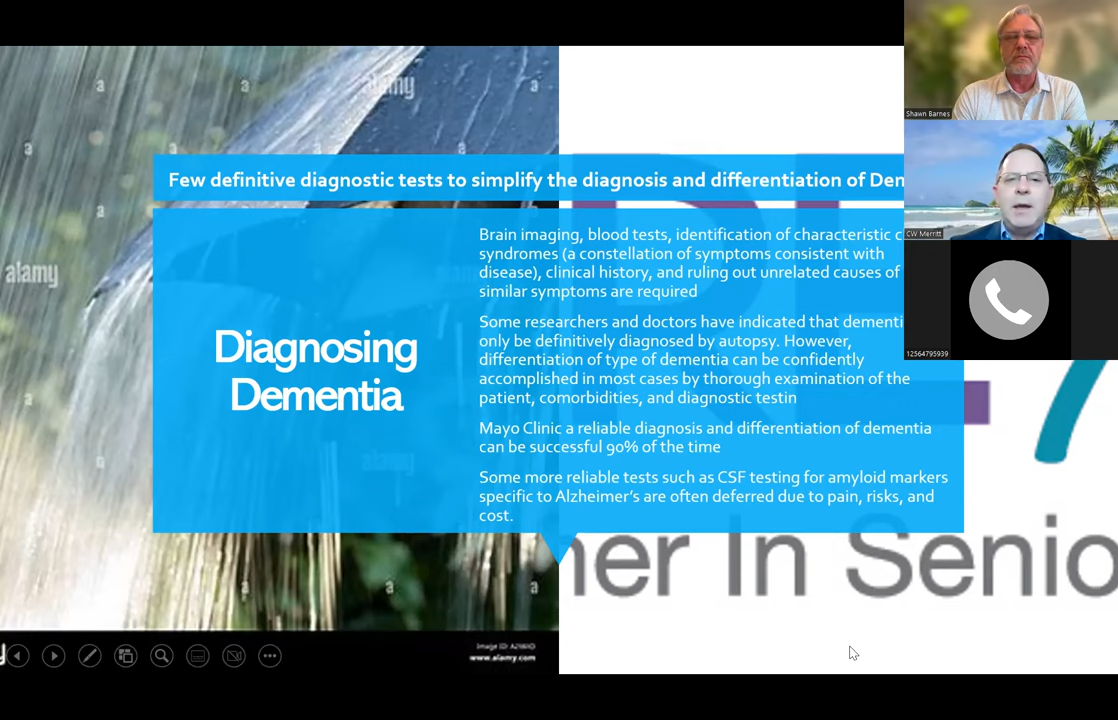 Shawn Barnes
alamy
Few definitive diagnostic tests to simplify the diagnosis and differentiation of Dem
CW Merritt
Brain imaging, blood tests, identification of characteristic c
syndromes (a constellation of symptoms consistent with
disease), clinical history, and ruling out unrelated causes of
similar symptoms are required
alamy
Diagnosing
Dementia
Some researchers and doctors have indicated that dementi
only be definitively diagnosed by autopsy. However,
differentiation of type of dementia can be confidently
accomplished in most cases by thorough examination of the
patient, comorbidities, and diagnostic testin
12564795939
Mayo Clinic a reliable diagnosis and differentiation of dementia
can be successful 90% of the time
alamy
Some more reliable tests such as CSF testing for amyloid markers
specific to Alzheimer's are often deferred due to pain, risks, and
cost.
ner In Senio
www.alamy.com